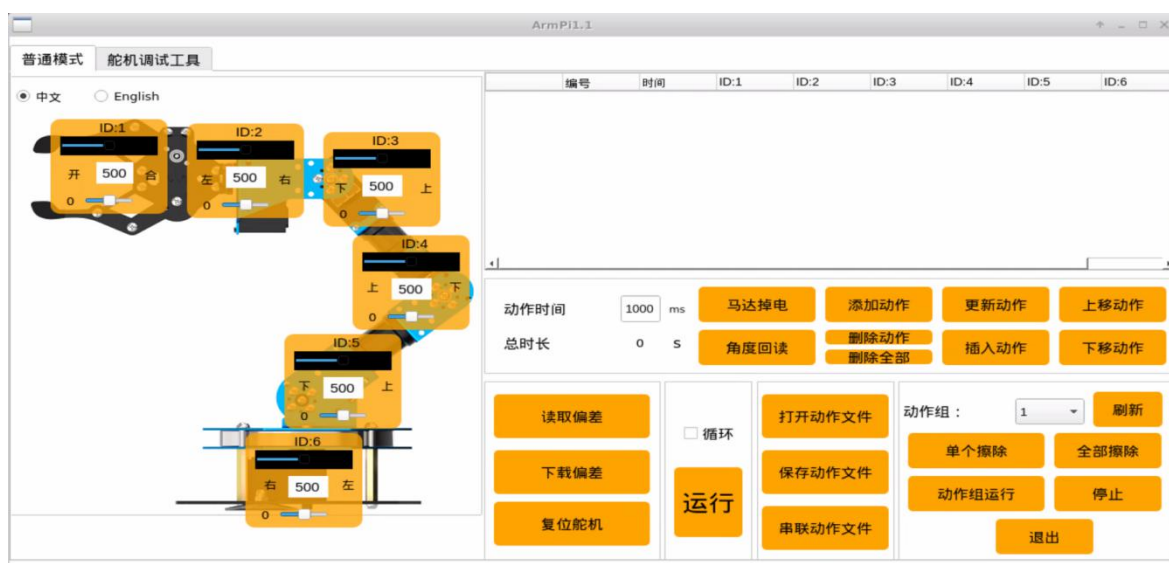 ArmPi1.1
普通模式 舵机调试工具
中文 English
ID:1
开 500 合
0
ID:2
左 500 右
0
ID:3
下 500 上
0
ID:4
上 500 下
0
ID:5
下 500 上
0
ID:6
右 500 左
0
编号 时间 ID:1 ID:2 ID:3 ID:4 ID:5 ID:6
动作时间 1000 ms 马达掉电 添加动作 更新动作 上移动作
总时长 0 S 角度回读 删除动作 插入动作 下移动作
删除全部
读取偏差
下载偏差
复位舵机
循环
运行
打开动作文件
保存动作文件
串联动作文件
动作组: 1 刷新
单个擦除 全部擦除
动作组运行 停止
退出